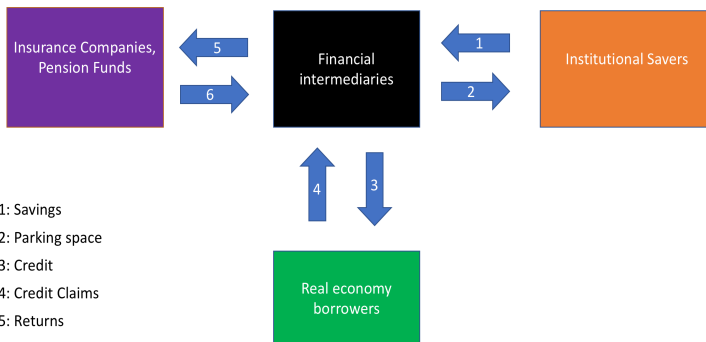 Insurance Companies,
Pension Funds
5
6
Financial
intermediaries
1
2
Institutional Savers
4
3
1: Savings
2: Parking space
3: Credit
4: Credit Claims
5: Returns
Real economy
borrowers